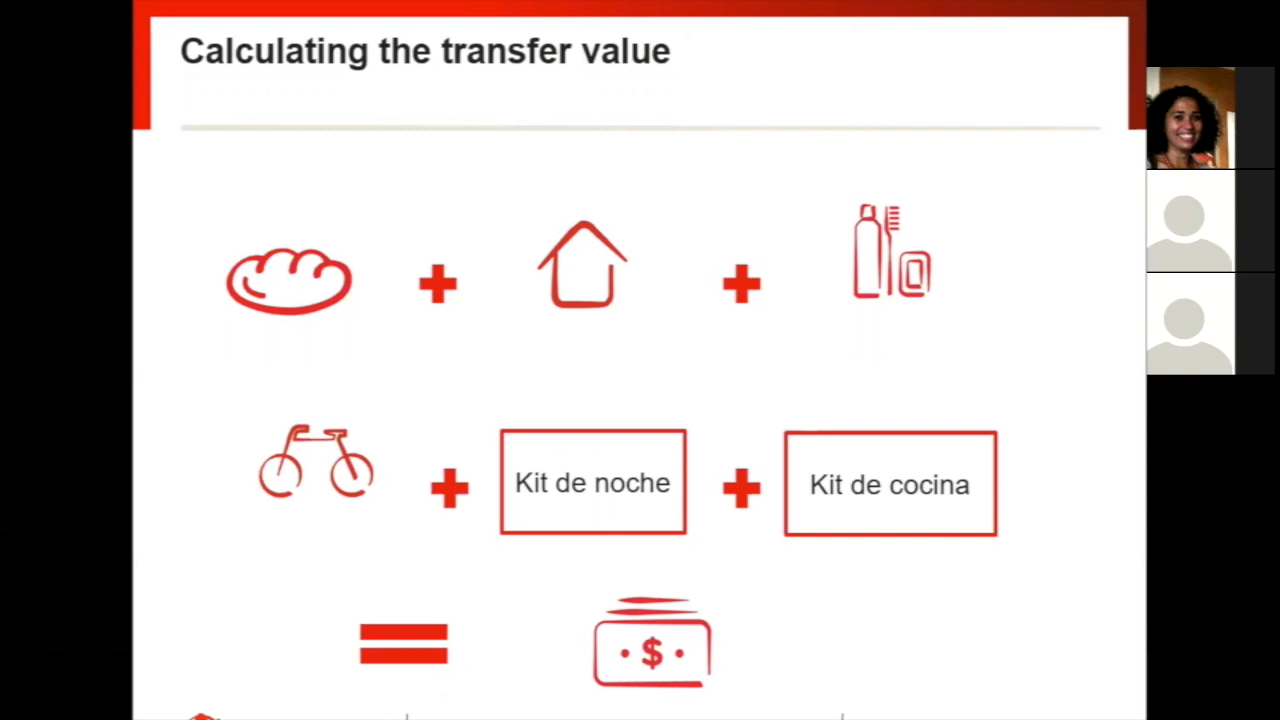 Calculating the transfer value
Kit de noche
Kit de cocina
$